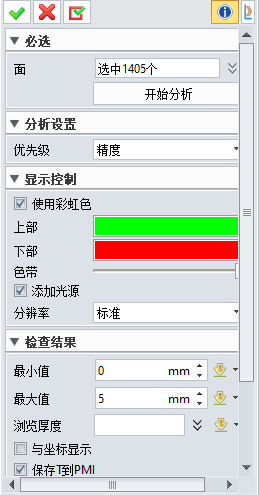 必选
面 选中1405个
开始分析
分析设置
优先级 精度
显示控制
使用彩虹色
上部
下部
色带
添加光源
分辨率 标准
检查结果
最小值 0 mm
最大值 5 mm
浏览厚度
与坐标显示
保存T到PMI